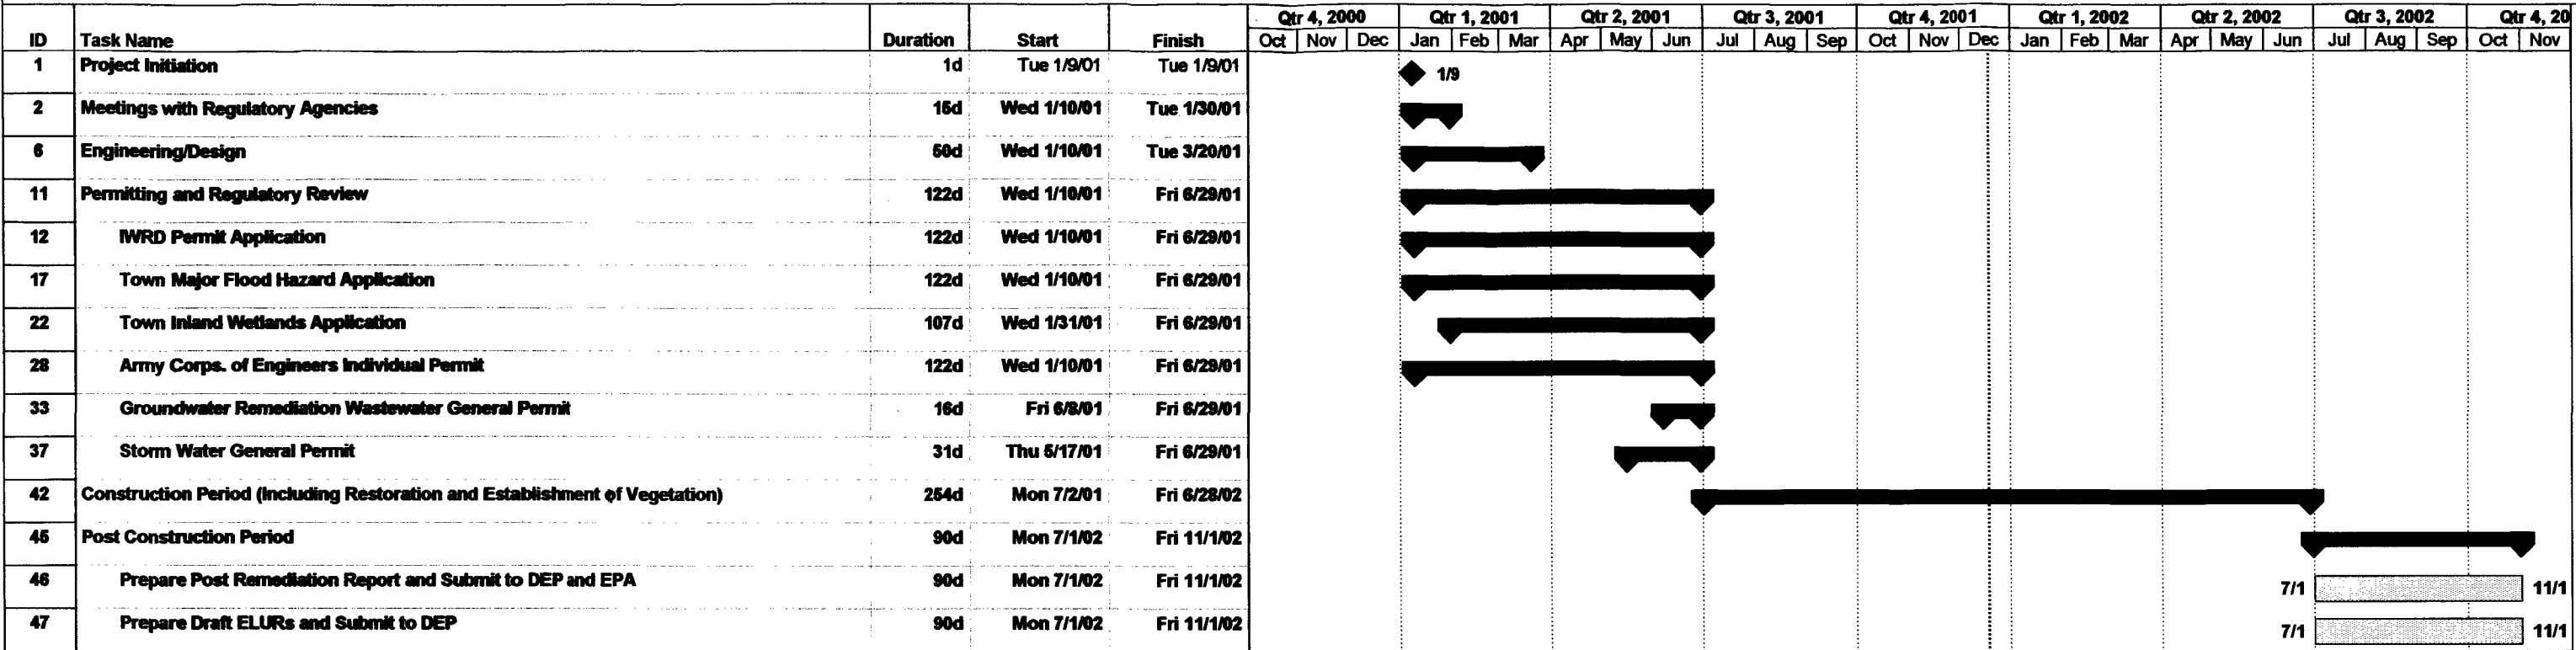 Qtr 4, 2000 Qtr 1, 2001 Qtr 2, 2001 Qtr 3, 2001 Qtr 4, 2001 Qtr 1, 2002 Qtr 2, 2002 Qtr 3, 2002 Qtr 4, 20
ID Task Name Duration Start Finish Oct Nov Dec Jan Feb Mar Apr May Jun Jul Aug Sep Oct Nov Dec Jan Feb Mar Apr May Jun Jul Aug Sep Oct Nov
1 Project Initiation 1d Tue 1/9/01 Tue 1/9/01 1/9
2 Meetings with Regulatory Agencies 15d Wed 1/10/01 Tue 1/30/01
6 Engineering/Design 50d Wed 1/10/01 Tue 3/20/01
11 Permitting and Regulatory Review 122d Wed 1/10/01 Fri 6/29/01
12 IWRD Permit Application 122d Wed 1/10/01 Fri 6/29/01
17 Town Major Flood Hazard Application 122d Wed 1/10/01 Fri 6/29/01
22 Town Inland Wetlands Application 107d Wed 1/31/01 Fri 6/29/01
28 Army Corps. of Engineers Individual Permit 122d Wed 1/10/01 Fri 6/29/01
33 Groundwater Remediation Wastewater General Permit 16d Fri 6/8/01 Fri 6/29/01
37 Storm Water General Permit 31d Thu 5/17/01 Fri 6/29/01
42 Construction Period (Including Restoration and Establishment of Vegetation) 254d Mon 7/2/01 Fri 6/28/02
45 Post Construction Period 90d Mon 7/1/02 Fri 11/1/02
46 Prepare Post Remediation Report and Submit to DEP and EPA 90d Mon 7/1/02 Fri 11/1/02 7/1 11/1
47 Prepare Draft ELURs and Submit to DEP 90d Mon 7/1/02 Fri 11/1/02 7/1 11/1